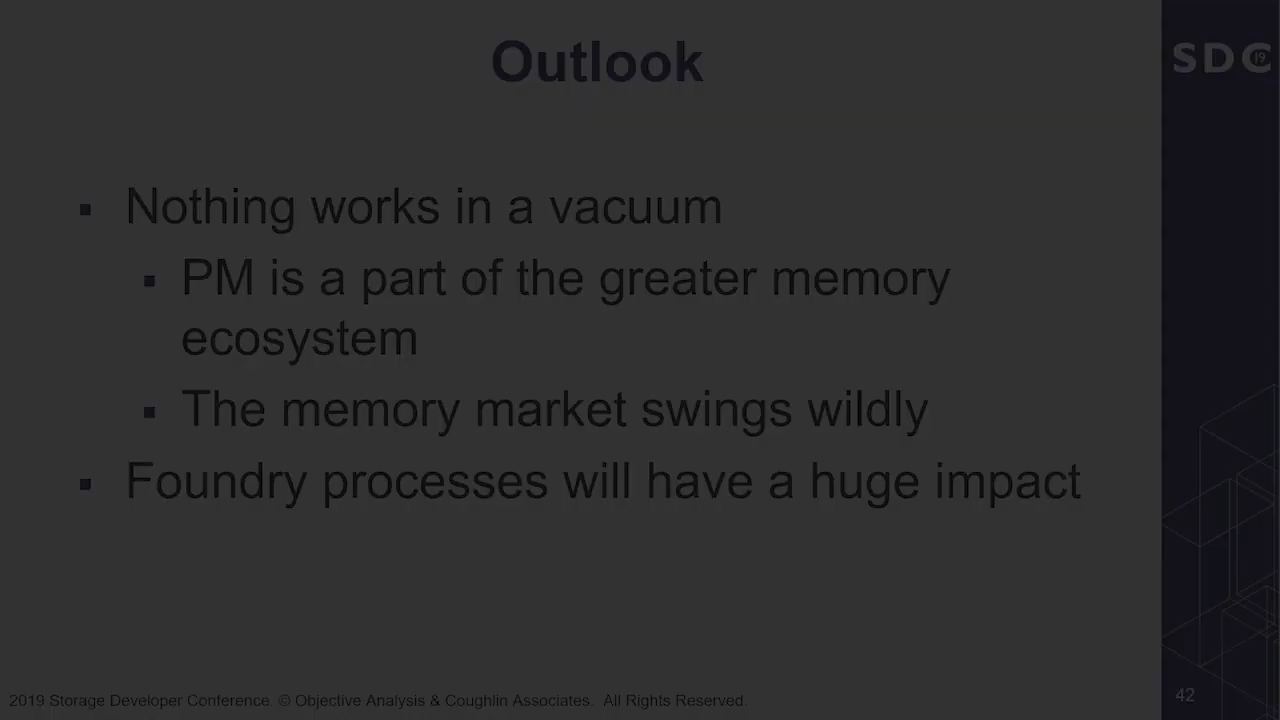 Outlook
SDC
19
▪ Nothing works in a vacuum
▪ PM is a part of the greater memory
ecosystem
▪ The memory market swings wildly
▪ Foundry processes will have a huge impact
2019 Storage Developer Conference. © Objective Analysis & Coughlin Associates. All Rights Reserved.
42